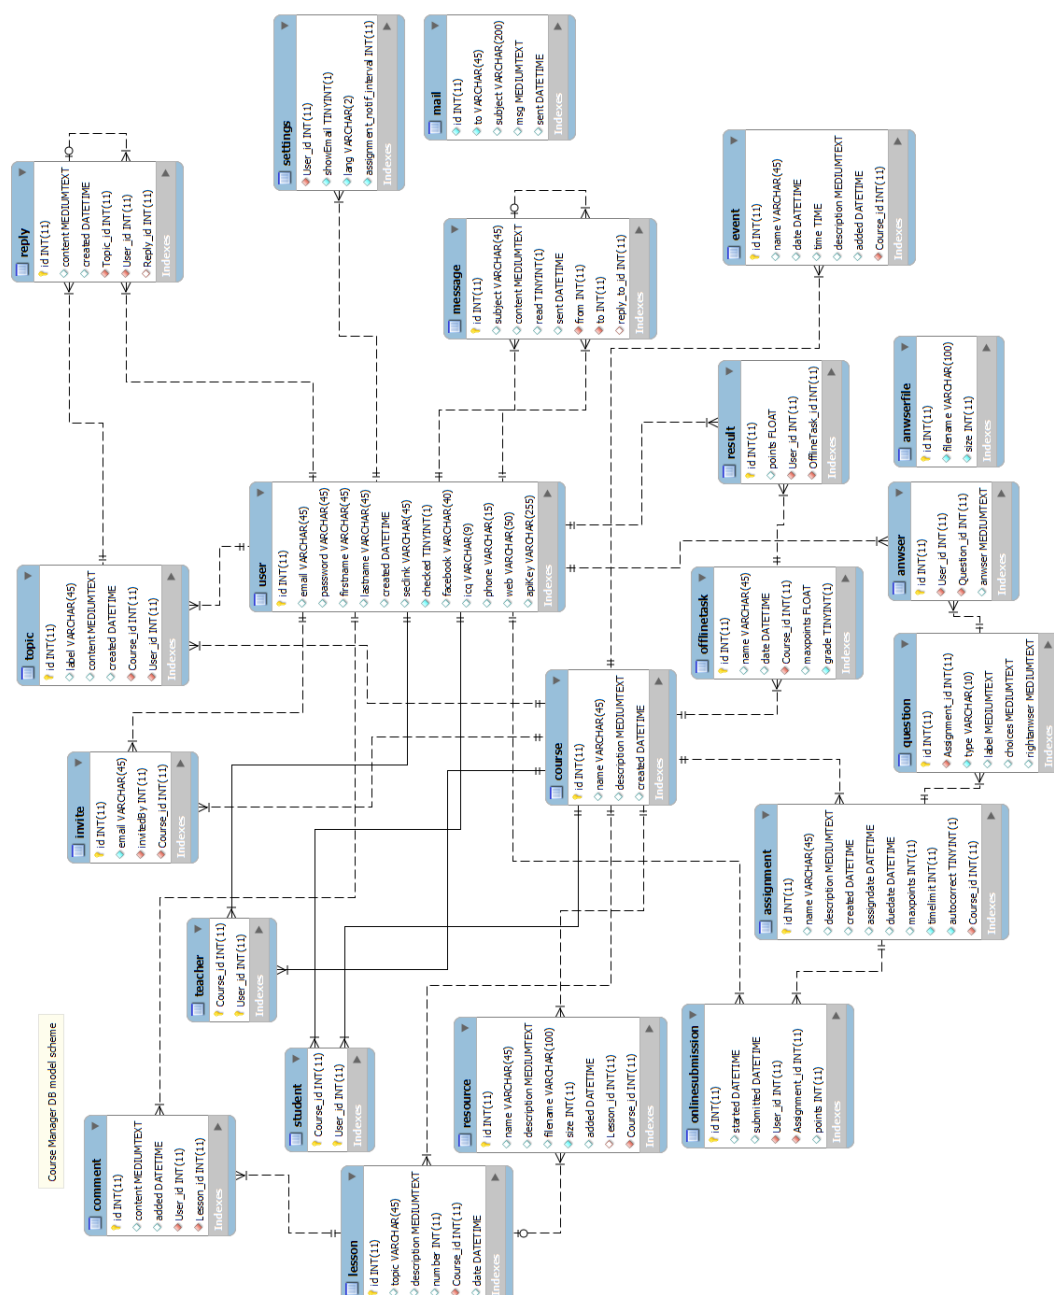 Course Manager DB model scheme
comment
id INT(11)
content MEDIUMTEXT
added DATETIME
User_id INT(11)
Lesson_id INT(11)
Indexes
lesson
id INT(11)
topic VARCHAR(45)
description MEDIUMTEXT
number INT(11)
Course_id INT(11)
date DATETIME
Indexes
student
Course_id INT(11)
User_id INT(11)
Indexes
teacher
Course_id INT(11)
User_id INT(11)
Indexes
resource
id INT(11)
name VARCHAR(45)
description MEDIUMTEXT
filename VARCHAR(100)
size INT(11)
added DATETIME
Lesson_id INT(11)
Course_id INT(11)
Indexes
onlinesubmission
id INT(11)
started DATETIME
submitted DATETIME
User_id INT(11)
Assignment_id INT(11)
points INT(11)
Indexes
invite
id INT(11)
email VARCHAR(45)
invitedBy INT(11)
Course_id INT(11)
Indexes
course
id INT(11)
name VARCHAR(45)
description MEDIUMTEXT
created DATETIME
Indexes
assignment
id INT(11)
name VARCHAR(45)
description MEDIUMTEXT
created DATETIME
assigndate DATETIME
duedate DATETIME
maxpoints INT(11)
timelimit INT(11)
autocorrect TINYINT(1)
Course_id INT(11)
Indexes
topic
id INT(11)
label VARCHAR(45)
content MEDIUMTEXT
created DATETIME
Course_id INT(11)
User_id INT(11)
Indexes
user
id INT(11)
email VARCHAR(45)
password VARCHAR(45)
firstname VARCHAR(45)
lastname VARCHAR(45)
created DATETIME
seclink VARCHAR(45)
checked TINYINT(1)
facebook VARCHAR(40)
icq VARCHAR(9)
phone VARCHAR(15)
web VARCHAR(50)
apiKey VARCHAR(255)
Indexes
offlinetask
id INT(11)
name VARCHAR(45)
date DATETIME
Course_id INT(11)
maxpoints FLOAT
grade TINYINT(1)
Indexes
question
id INT(11)
Assignment_id INT(11)
type VARCHAR(10)
label MEDIUMTEXT
choices MEDIUMTEXT
rightanwser MEDIUMTEXT
Indexes
anwser
id INT(11)
User_id INT(11)
Question_id INT(11)
anwser MEDIUMTEXT
Indexes
result
id INT(11)
points FLOAT
User_id INT(11)
OfflineTask_id INT(11)
Indexes
anwserfile
id INT(11)
filename VARCHAR(100)
size INT(11)
Indexes
reply
id INT(11)
content MEDIUMTEXT
created DATETIME
Topic_id INT(11)
User_id INT(11)
Reply_id INT(11)
Indexes
message
id INT(11)
subject VARCHAR(45)
content MEDIUMTEXT
read TINYINT(1)
sent DATETIME
from INT(11)
to INT(11)
reply_to_id INT(11)
Indexes
event
id INT(11)
name VARCHAR(45)
date DATETIME
time TIME
description MEDIUMTEXT
added DATETIME
Course_id INT(11)
Indexes
settings
User_id INT(11)
showEmail TINYINT(1)
lang VARCHAR(2)
assignment_notif_interval INT(11)
Indexes
mail
id INT(11)
to VARCHAR(45)
subject VARCHAR(200)
msg MEDIUMTEXT
sent DATETIME
Indexes